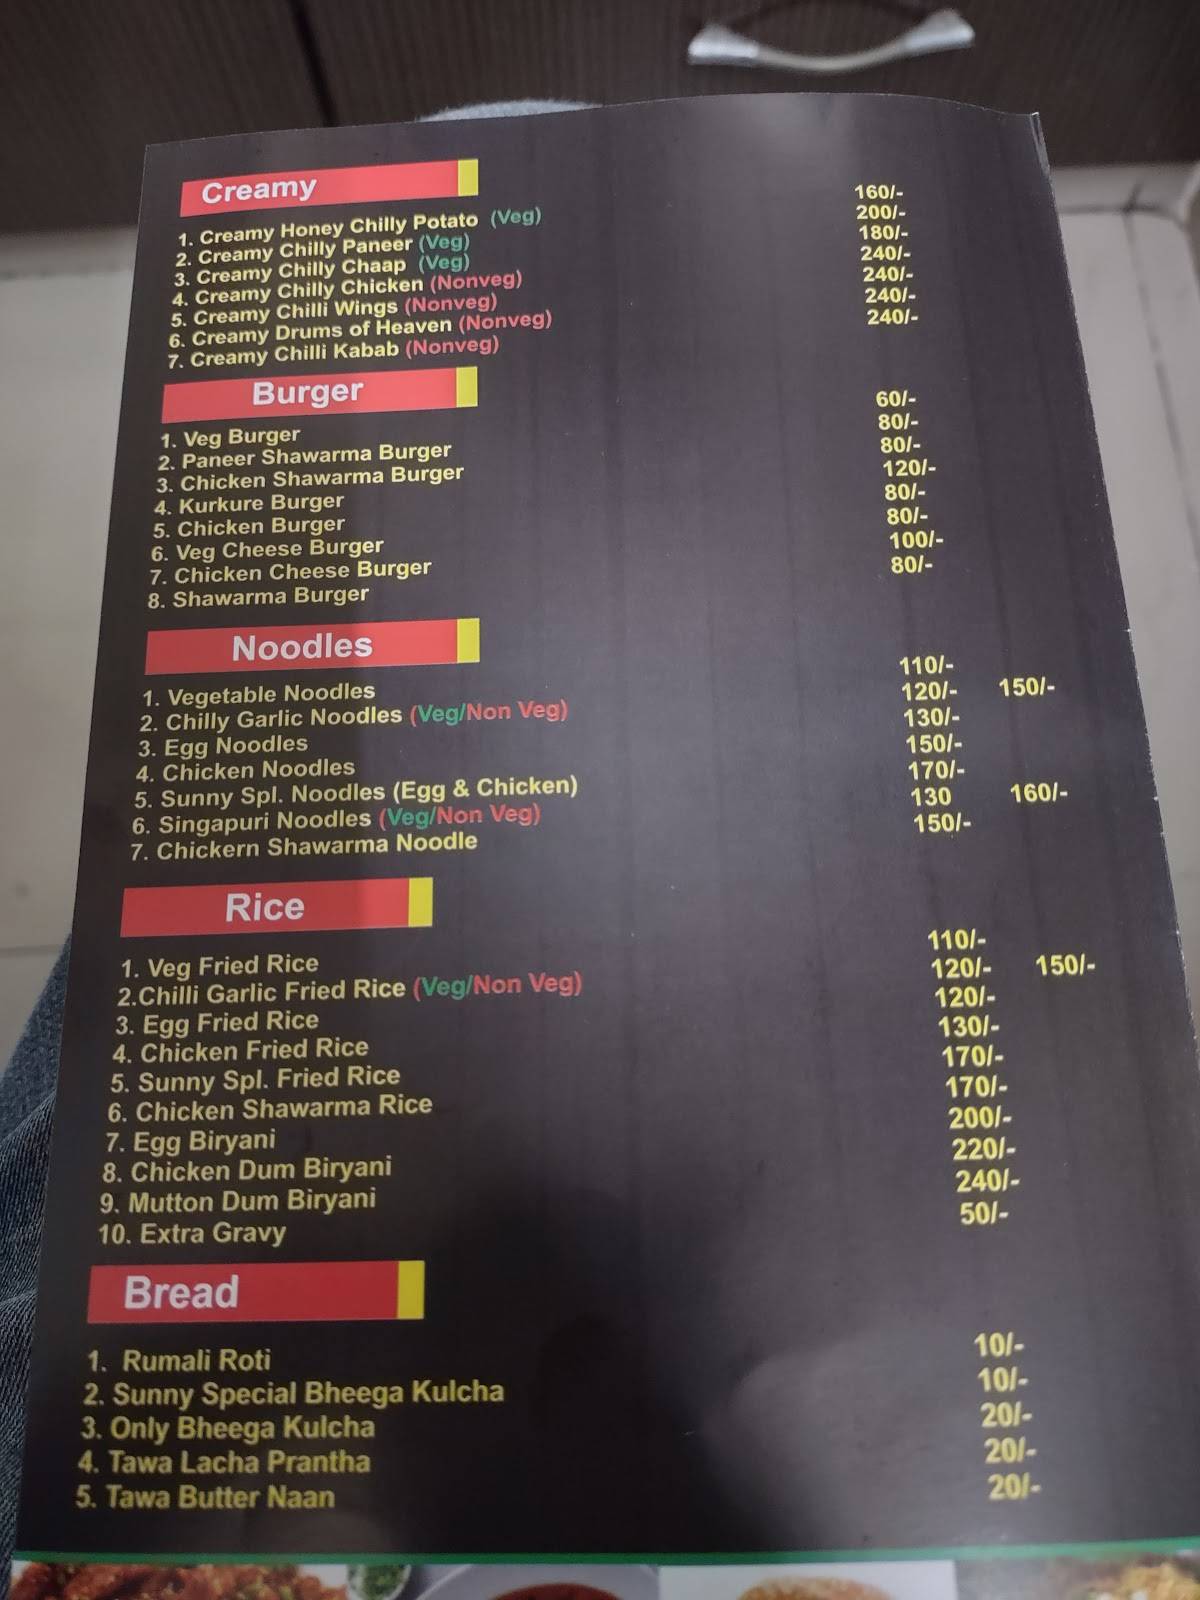 Creamy
1. Creamy Honey Chilly Potato (Veg) 160/-
2. Creamy Chilly Paneer (Veg) 200/-
3. Creamy Chilly Chaap (Veg) 180/-
4. Creamy Chilly Chicken (Nonveg) 240/-
5. Creamy Chilli Wings (Nonveg) 240/-
6. Creamy Drums of Heaven (Nonveg) 240/-
7. Creamy Chilli Kabab (Nonveg) 240/-
Burger
1. Veg Burger 60/-
2. Paneer Shawarma Burger 80/-
3. Chicken Shawarma Burger 80/-
4. Kurkure Burger 120/-
5. Chicken Burger 80/-
6. Veg Cheese Burger 80/-
7. Chicken Cheese Burger 100/-
8. Shawarma Burger 80/-
Noodles
1. Vegetable Noodles 110/-
2. Chilly Garlic Noodles (Veg/Non Veg) 120/- 150/-
3. Egg Noodles 130/-
4. Chicken Noodles 150/-
5. Sunny Spl. Noodles (Egg & Chicken) 170/-
6. Singapuri Noodles (Veg/Non Veg) 130 160/-
7. Chickern Shawarma Noodle 150/-
Rice
1. Veg Fried Rice 110/-
2.Chilli Garlic Fried Rice (Veg/Non Veg) 120/- 150/-
3. Egg Fried Rice 120/-
4. Chicken Fried Rice 130/-
5. Sunny Spl. Fried Rice 170/-
6. Chicken Shawarma Rice 170/-
7. Egg Biryani 200/-
8. Chicken Dum Biryani 220/-
9. Mutton Dum Biryani 240/-
10. Extra Gravy 50/-
Bread
1. Rumali Roti 10/-
2. Sunny Special Bheega Kulcha 10/-
3. Only Bheega Kulcha 20/-
4. Tawa Lacha Prantha 20/-
5. Tawa Butter Naan 20/-